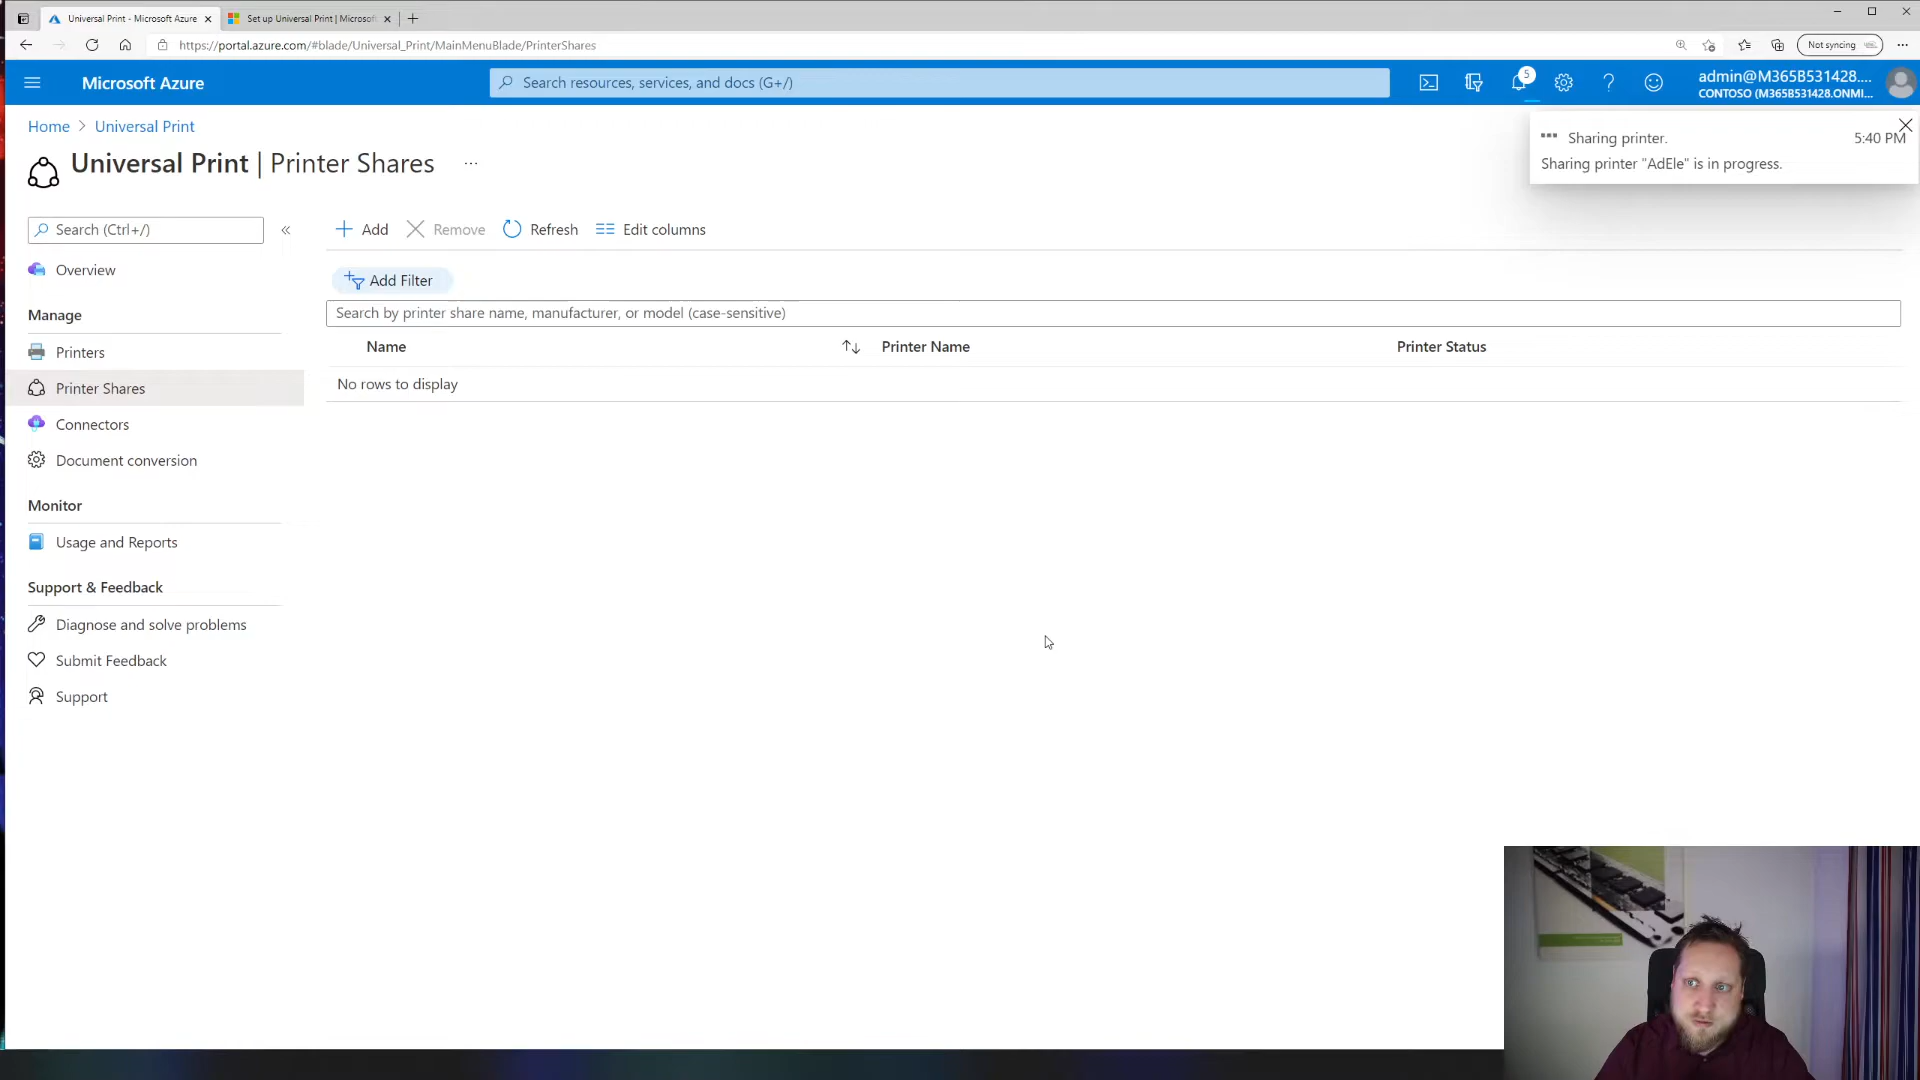 Universal Print - Microsoft Azure
Set up Universal Print | Microsoft
https://portal.azure.com/#blade/Universal_Print/MainMenuBlade/PrinterShares
Not syncing
Microsoft Azure
Search resources, services, and docs (G+/)
5
admin@M365B531428....
CONTOSO (M365B531428.ONMI...
Home > Universal Print
Universal Print | Printer Shares
...
Sharing printer.
5:40 PM
Sharing printer "AdEle" is in progress.
Search (Ctrl+/)
«
Add
Remove
Refresh
Edit columns
Overview
Add Filter
Manage
Search by printer share name, manufacturer, or model (case-sensitive)
Name
Printer Name
Printer Status
Printers
No rows to display
Printer Shares
Connectors
Document conversion
Monitor
Usage and Reports
Support & Feedback
Diagnose and solve problems
Submit Feedback
Support